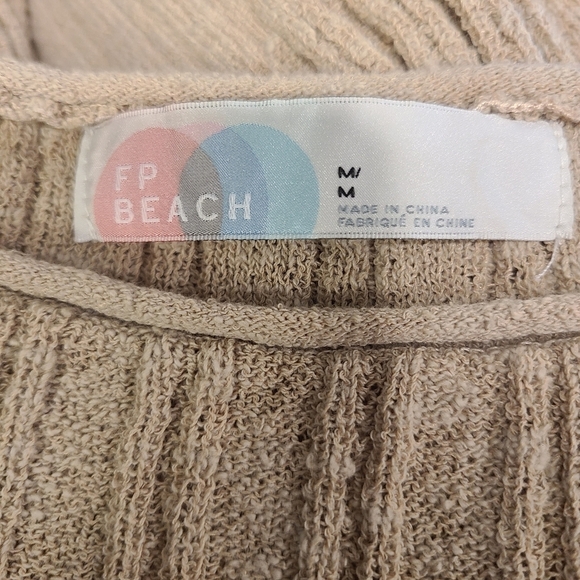 FP
BEACH
M/
M
MADE IN CHINA
FABRIQUÉ EN CHINE